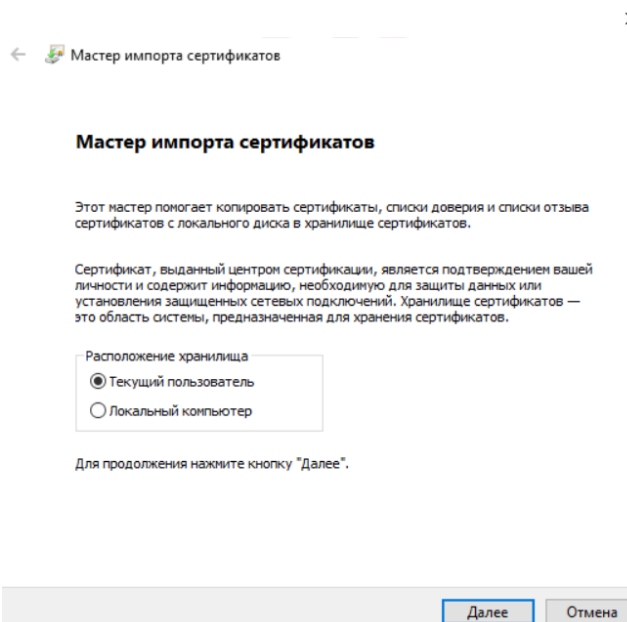 Мастер импорта сертификатов
Мастер импорта сертификатов
Этот мастер помогает копировать сертификаты, списки доверия и списки отзыва
сертификатов с локального диска в хранилище сертификатов.
Сертификат, выданный центром сертификации, является подтверждением вашей
личности и содержит информацию, необходимую для защиты данных или
установления защищенных сетевых подключений. Хранилище сертификатов —
это область системы, предназначенная для хранения сертификатов.
Расположение хранилища
Текущий пользователь
Локальный компьютер
Для продолжения нажмите кнопку "Далее".
Далее
Отмена